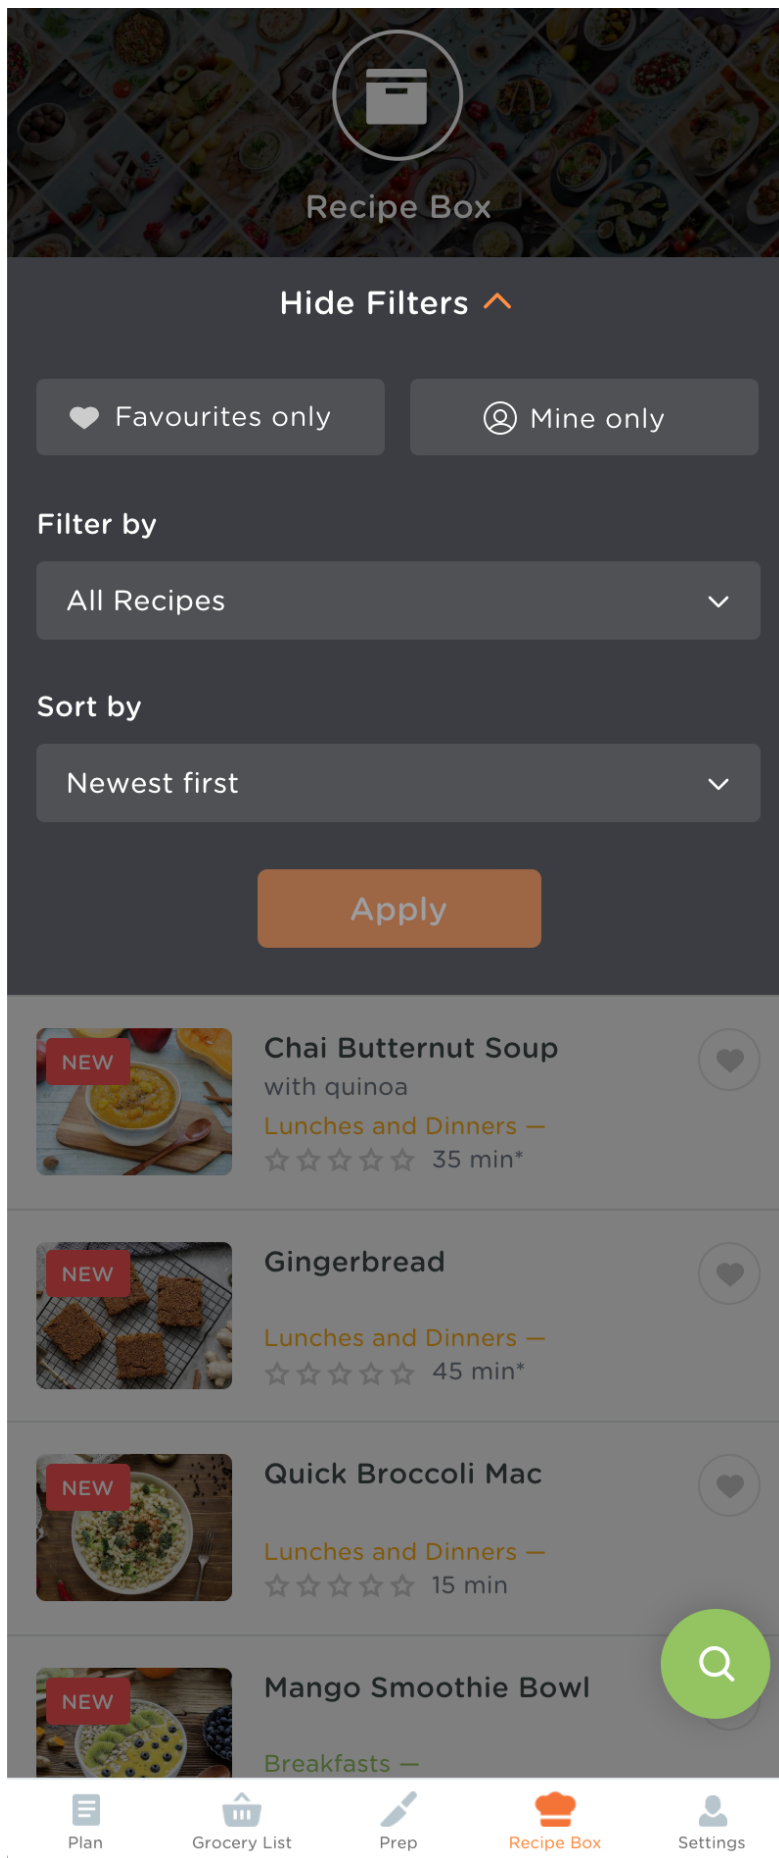 Recipe Box
Hide Filters
Favourites only
Mine only
Filter by
All Recipes
Sort by
Newest first
Apply
NEW
Chai Butternut Soup
with quinoa
Lunches and Dinners —
35 min*
NEW
Gingerbread
Lunches and Dinners —
45 min*
NEW
Quick Broccoli Mac
Lunches and Dinners —
15 min
NEW
Mango Smoothie Bowl
Breakfasts —
Plan
Grocery List
Prep
Recipe Box
Settings